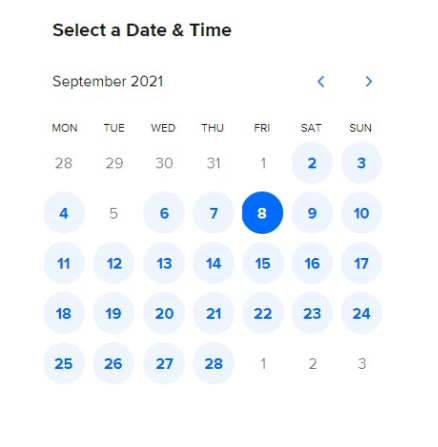 Select a Date & Time
September 2021
MON TUE WED THU FRI SAT SUN
28 29 30 31 1 2 3
4 5 6 7 8 9 10
11 12 13 14 15 16 17
18 19 20 21 22 23 24
25 26 27 28 1 2 3